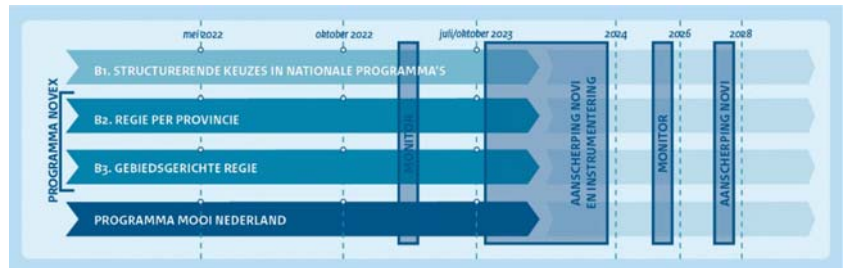 mei 2022
oktober 2022
juli/oktober 2023
2024
2026
2028
PROGRAMMA NOVEX
B1. STRUCTURERENDE KEUZES IN NATIONALE PROGRAMMA'S
B2. REGIE PER PROVINCIE
B3. GEBIEDSGERICHTE REGIE
PROGRAMMA MOOI NEDERLAND
MONITOR
AANSCHERPING NOVI
EN INSTRUMENTERING
MONITOR
AANSCHERPING NOVI